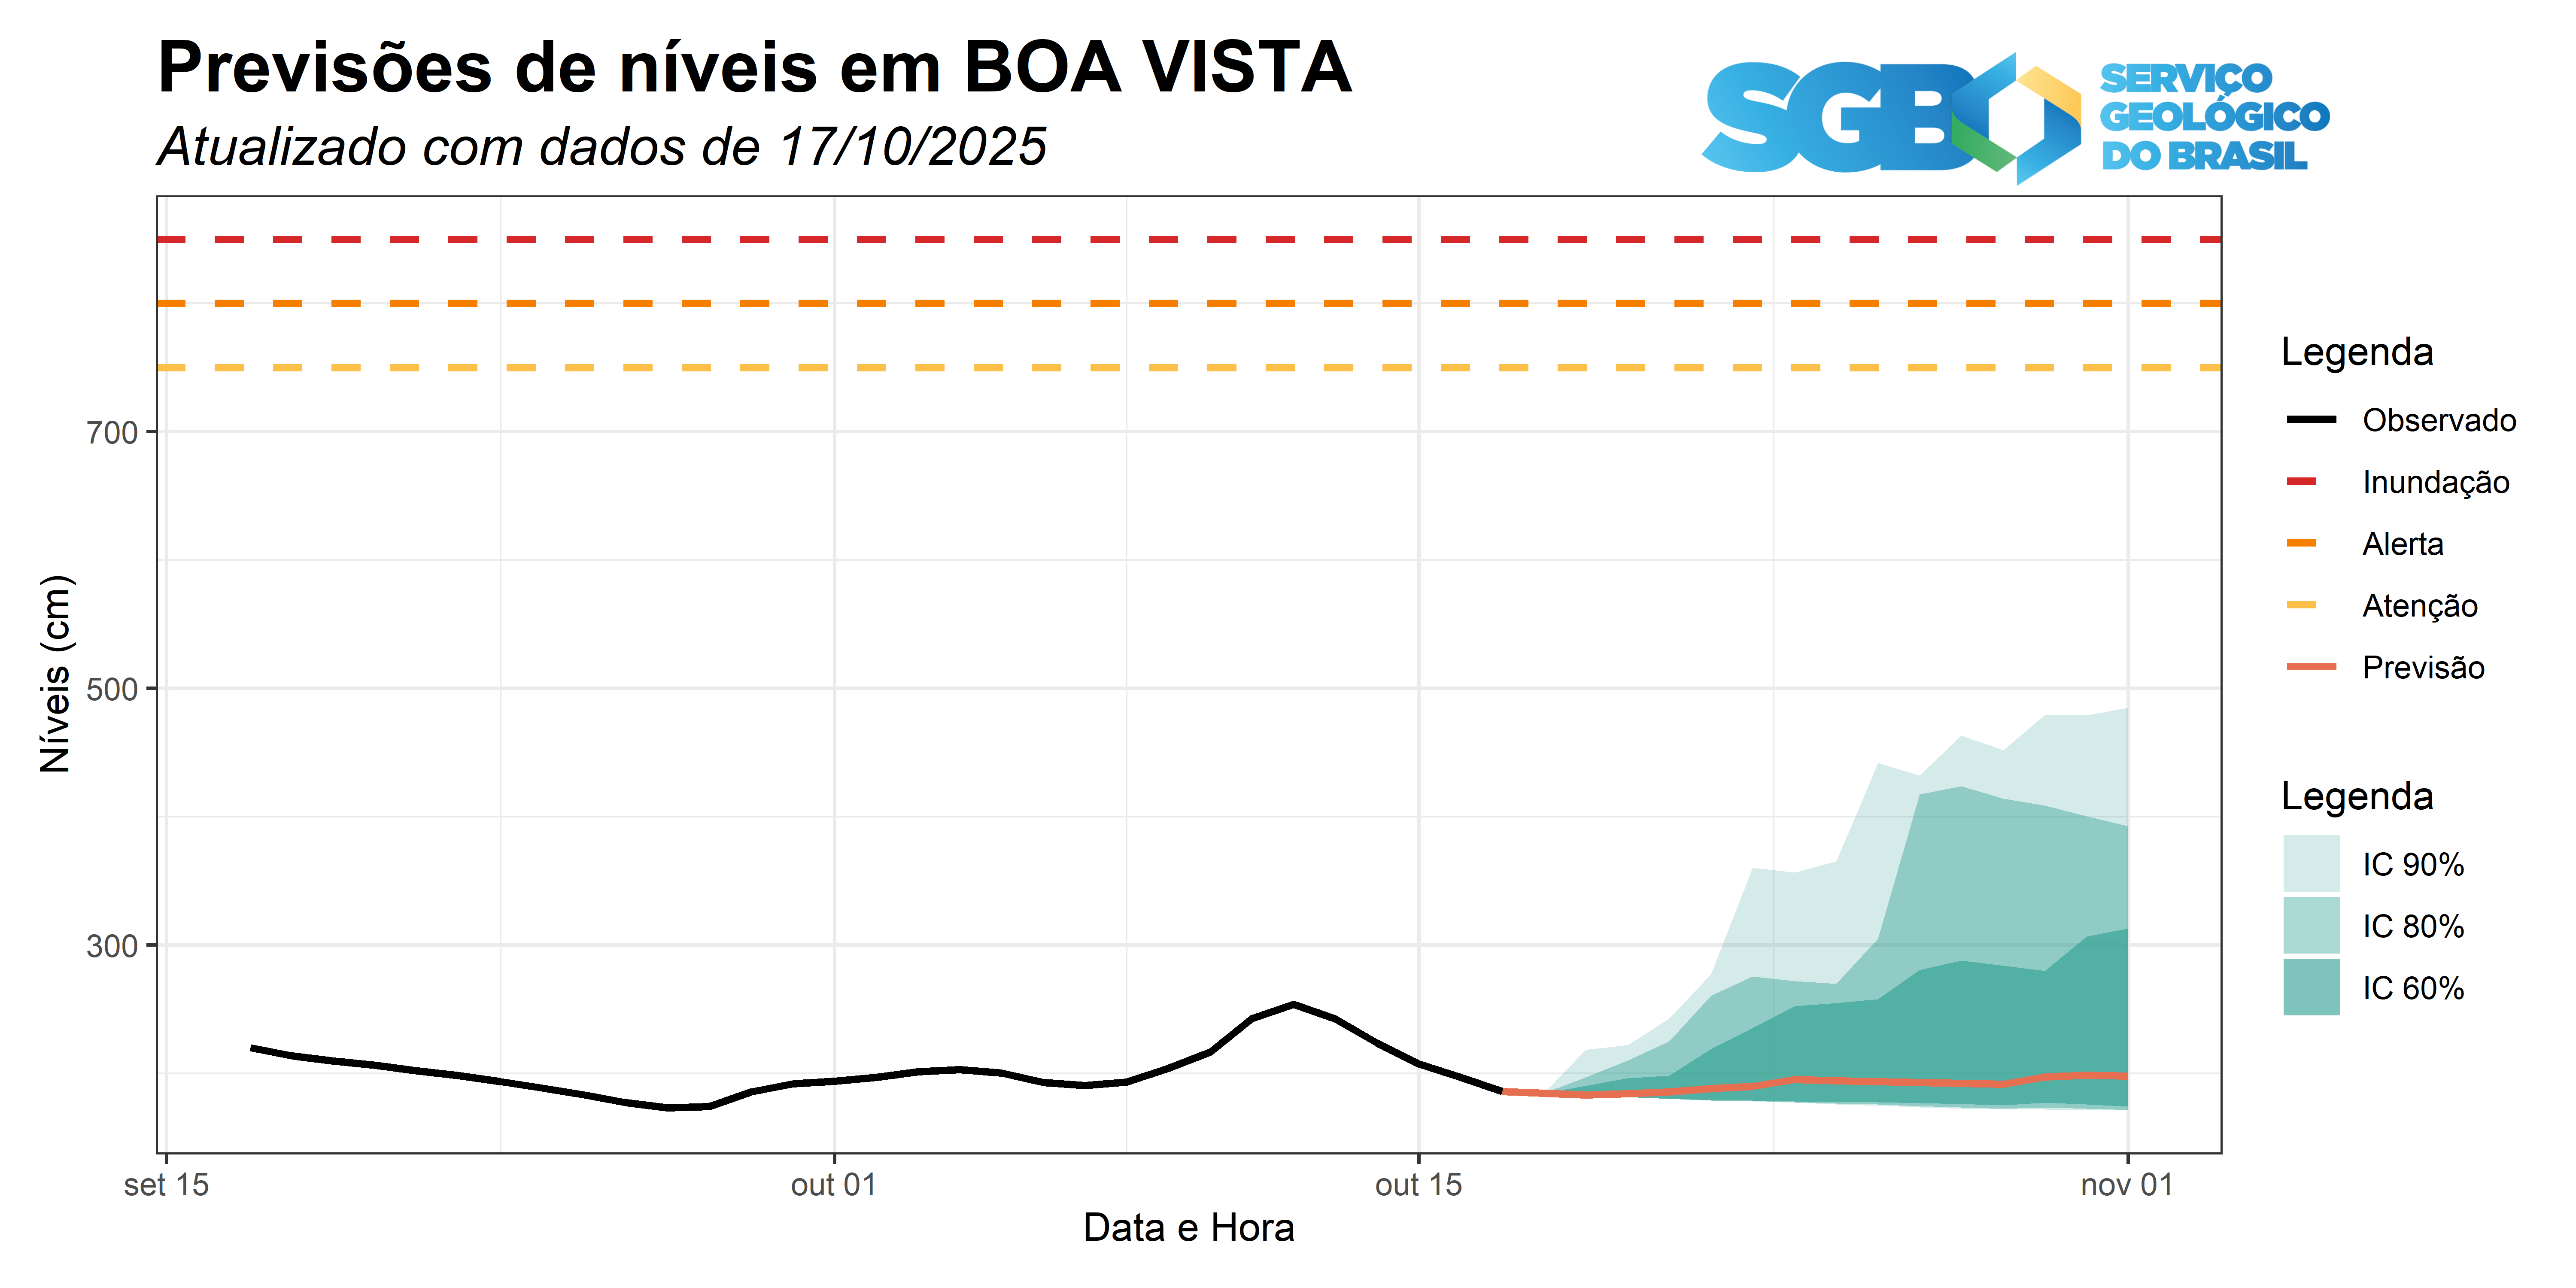 Previsões de níveis em BOA VISTA
Atualizado com dados de 17/10/2025
SGB
SERVIÇO
GEOLÓGICO
DO BRASIL
Níveis (cm)
700
500
300
set 15
out 01
out 15
nov 01
Data e Hora
Legenda
Observado
Inundação
Alerta
Atenção
Previsão
Legenda
IC 90%
IC 80%
IC 60%